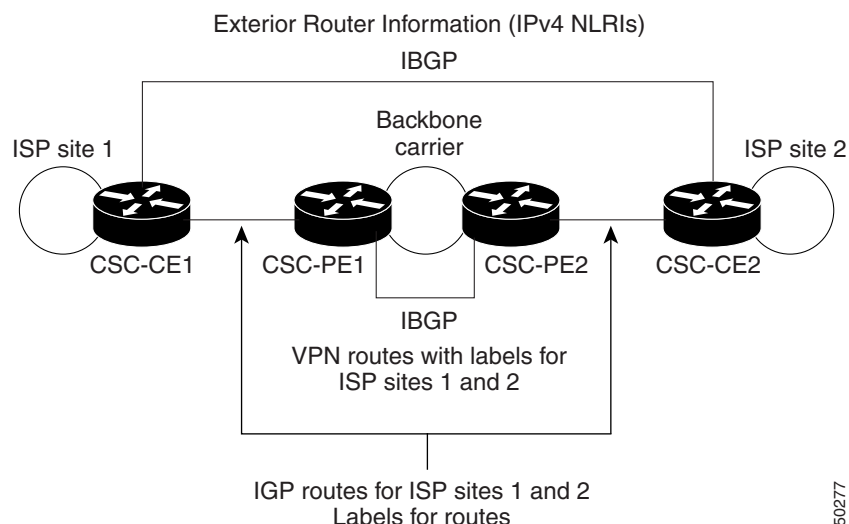 Exterior Router Information (IPv4 NLRIs)
IBGP
Backbone
carrier
ISP site 1
ISP site 2
CSC-CE1
CSC-PE1
CSC-PE2
CSC-CE2
IBGP
VPN routes with labels for
ISP sites 1 and 2
IGP routes for ISP sites 1 and 2
Labels for routes
50277